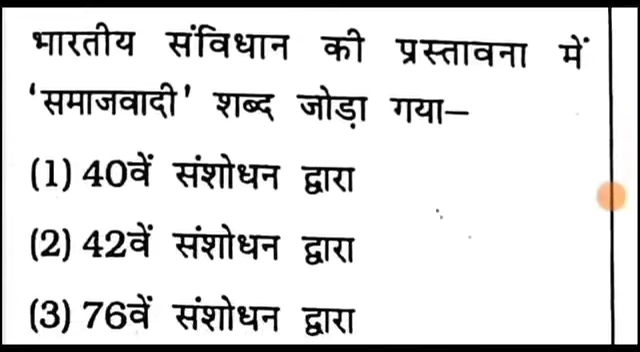 भारतीय संविधान की प्रस्तावना में
'समाजवादी' शब्द जोड़ा गया–
(1) 40वें संशोधन द्वारा
(2) 42वें संशोधन द्वारा
(3) 76वें संशोधन द्वारा